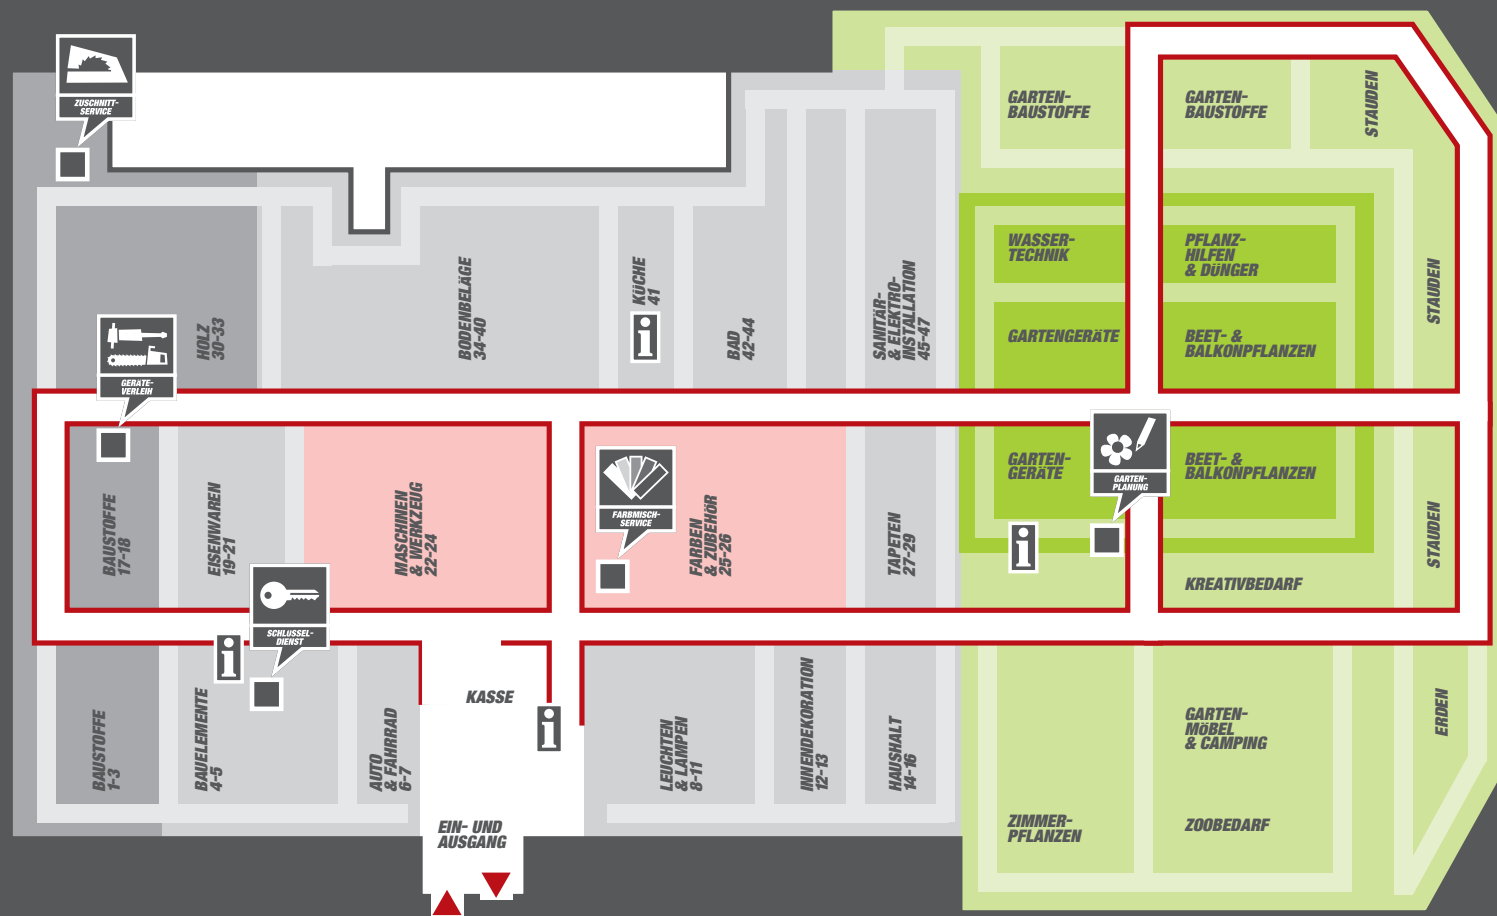 ZUSCHNITT-
SERVICE
GARTEN-
BAUSTOFFE
GARTEN-
BAUSTOFFE
STAUDEN
WASSER-
TECHNIK
PFLANZ-
HILFEN
& DÜNGER
HOLZ
30-33
BODENBELÄGE
34-40
KÜCHE
41
i
BAD
42-44
SANITÄR-
& ELEKTRO-
INSTALLATION
45-47
GARTENGERÄTE
BEET- &
BALKONPFLANZEN
STAUDEN
GERÄTE-
VERLEIH
BAUSTOFFE
17-18
EISENWAREN
19-21
MASCHINEN
& WERKZEUG
22-24
FARBMISCH-
SERVICE
FARBEN
& ZUBEHÖR
25-26
TAPETEN
27-29
GARTEN-
GERÄTE
GARTEN-
PLANUNG
BEET- &
BALKONPFLANZEN
i
STAUDEN
KREATIVBEDARF
SCHLÜSSEL-
DIENST
i
BAUSTOFFE
1-3
BAUELEMENTE
4-5
AUTO
& FAHRRAD
6-7
KASSE
i
LEUCHTEN
& LAMPEN
8-11
INNENDEKORATION
12-13
HAUSHALT
14-16
GARTEN-
MÖBEL
& CAMPING
ERDEN
EIN- UND
AUSGANG
ZIMMER-
PFLANZEN
ZOOBEDARF